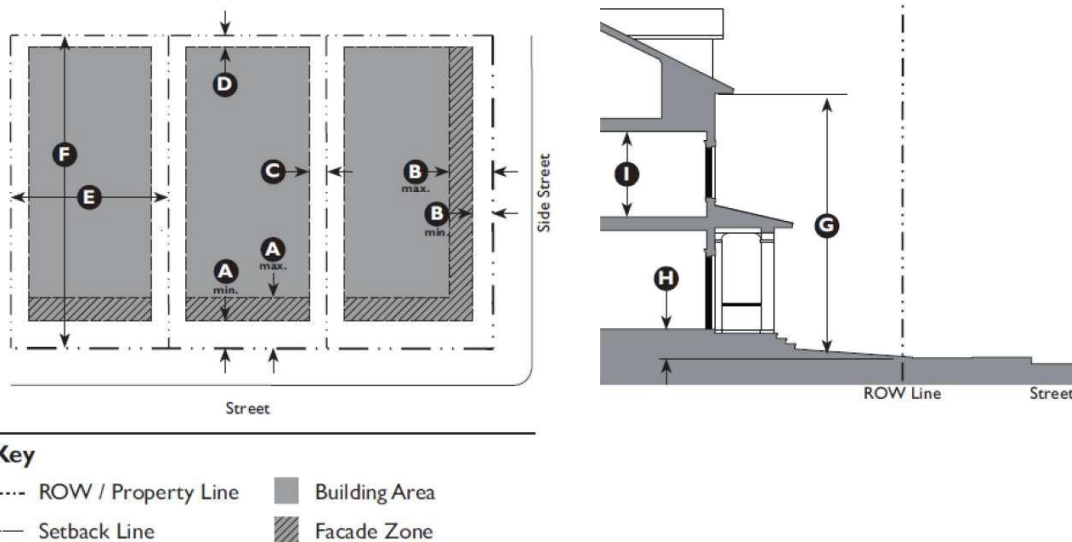 D
F
C
B
max.
E
B
min.
A
max.
A
min.
Side Street
Street
I
G
H
ROW Line
Street
Key
ROW / Property Line
Building Area
Setback Line
Facade Zone